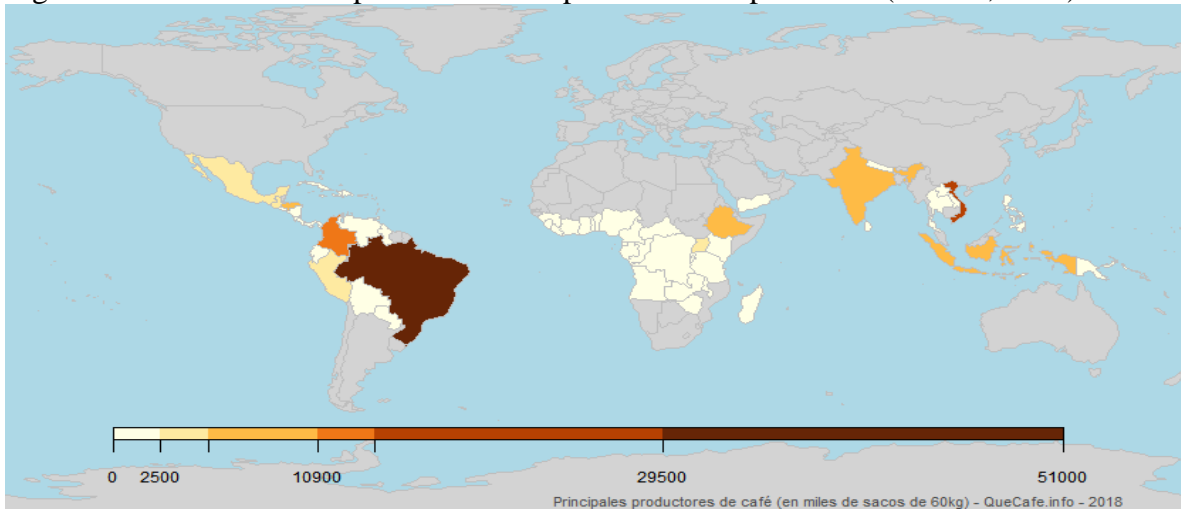 0 2500 10900 29500 51000
Principales productores de café (en miles de sacos de 60kg) - QueCafe.info - 2018